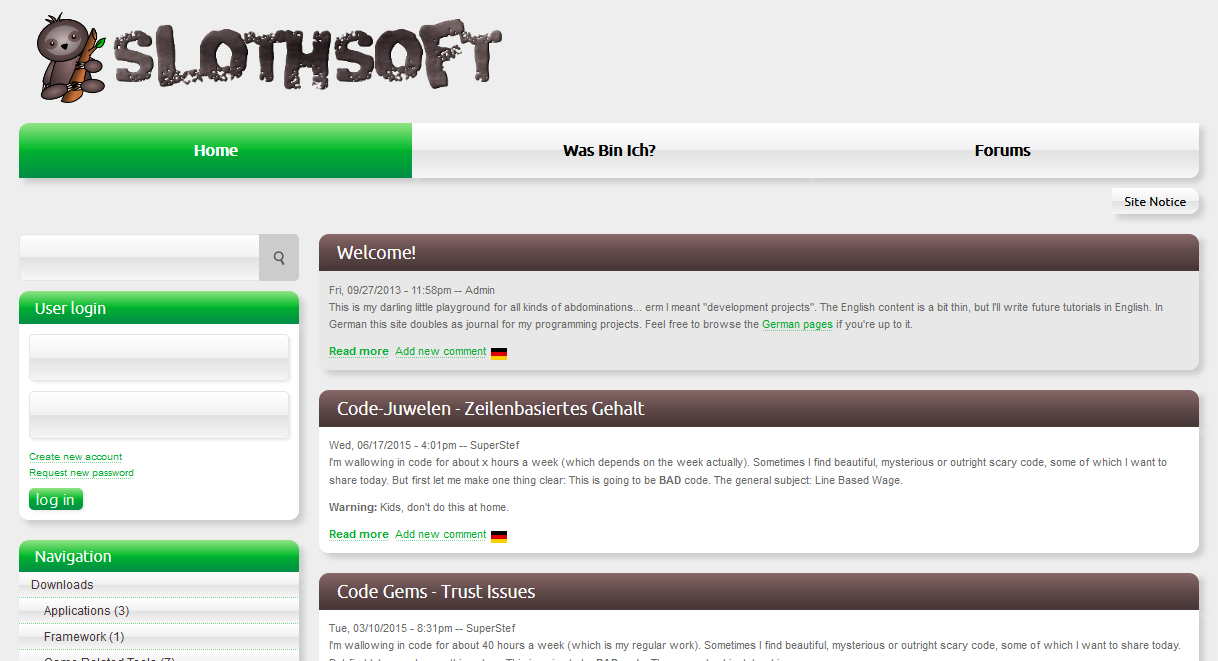 SLOTHSOFT
Home
Was Bin Ich?
Forums
Site Notice
User login
Create new account
Request new password
log in
Navigation
Downloads
Applications (3)
Framework (1)
Game Related Tools (7)
Welcome!
Fri, 09/27/2013 - 11:58pm -- Admin
This is my darling little playground for all kinds of abdominations... erm I meant "development projects". The English content is a bit thin, but I'll write future tutorials in English. In
German this site doubles as journal for my programming projects. Feel free to browse the German pages if you're up to it.
Read more Add new comment
Code-Juwelen - Zeilenbasiertes Gehalt
Wed, 06/17/2015 - 4:01pm -- SuperStef
I'm wallowing in code for about x hours a week (which depends on the week actually). Sometimes I find beautiful, mysterious or outright scary code, some of which I want to
share today. But first let me make one thing clear: This is going to be BAD code. The general subject: Line Based Wage.
Warning: Kids, don't do this at home.
Read more Add new comment
Code Gems - Trust Issues
Tue, 03/10/2015 - 8:31pm -- SuperStef
I'm wallowing in code for about 40 hours a week (which is my regular work). Sometimes I find beautiful, mysterious or outright scary code, some of which I want to share today.